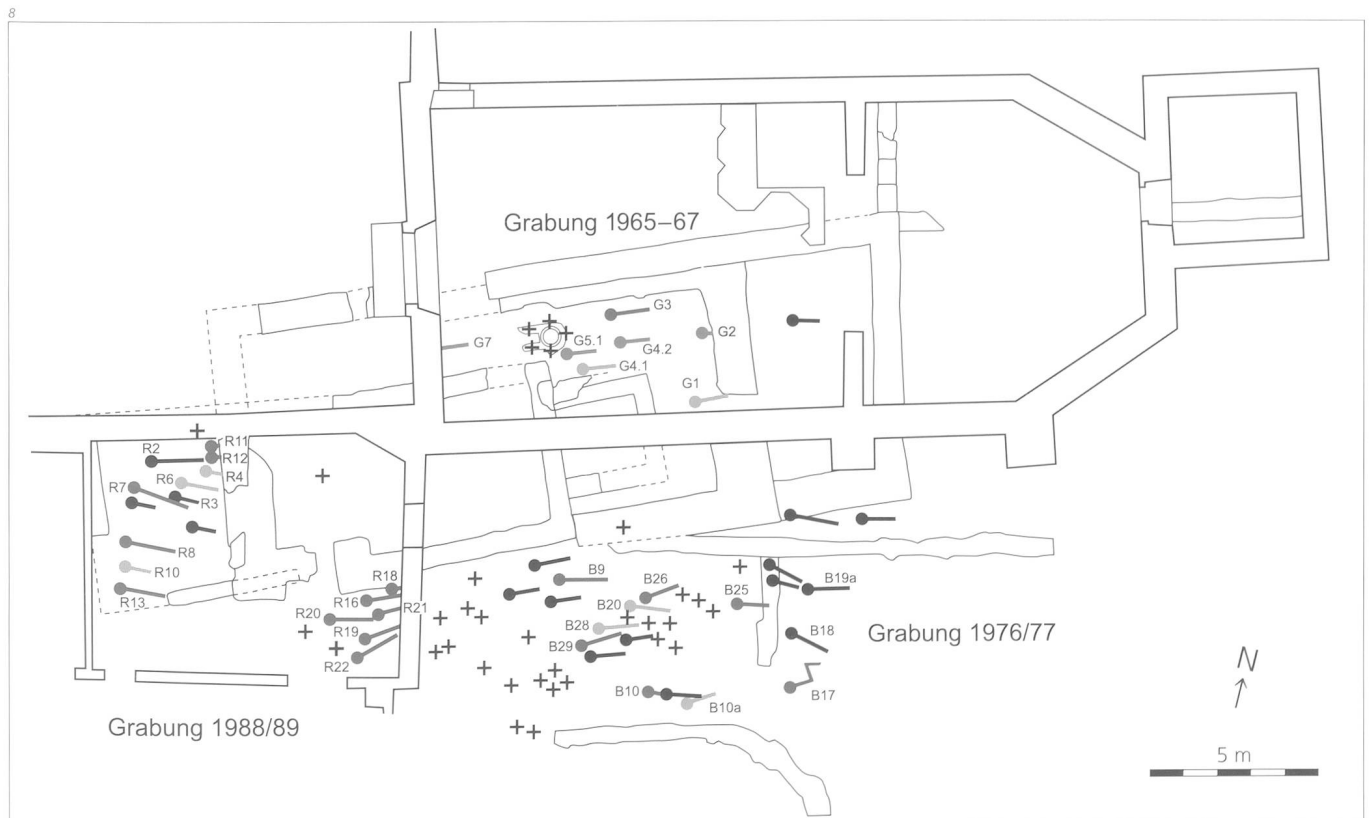 8
Grabung 1965–67
G3
G2
G7
G5.1
G4.2
G4.1
G1
R11
R2
R12
R4
R6
R7
R3
R8
R10
R13
R18
R16
R21
R20
R19
R22
B9
B26
B25
B19a
B20
B28
B29
B18
Grabung 1976/77
B17
B10
B10a
Grabung 1988/89
N
5 m